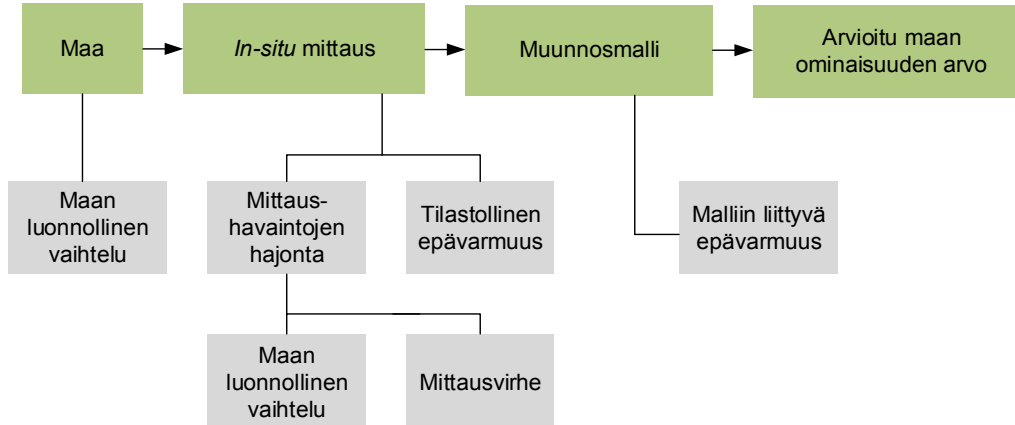 Maa
In-situ mittaus
Muunnosmalli
Arvioitu maan
ominaisuuden arvo
Maan
luonnollinen
vaihtelu
Mittaus-
havaintojen
hajonta
Tilastollinen
epävarmuus
Malliin liittyvä
epävarmuus
Maan
luonnollinen
vaihtelu
Mittausvirhe